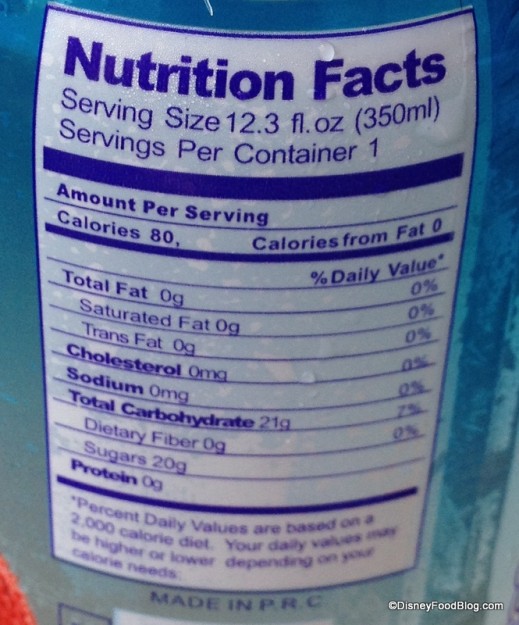 Nutrition Facts
Serving Size 12.3 fl.oz (350ml)
Servings Per Container 1
Amount Per Serving
Calories 80, Calories from Fat 0
% Daily Value*
Total Fat 0g 0%
Saturated Fat 0g 0%
Trans Fat 0g 0%
Cholesterol 0mg 0%
Sodium 0mg 0%
Total Carbohydrate 21g 7%
Dietary Fiber 0g 0%
Sugars 20g
Protein 0g
*Percent Daily Values are based on a
2,000 calorie diet. Your daily values may
be higher or lower depending on your
calorie needs:
MADE IN P.R.C
©DisneyFoodBlog.com